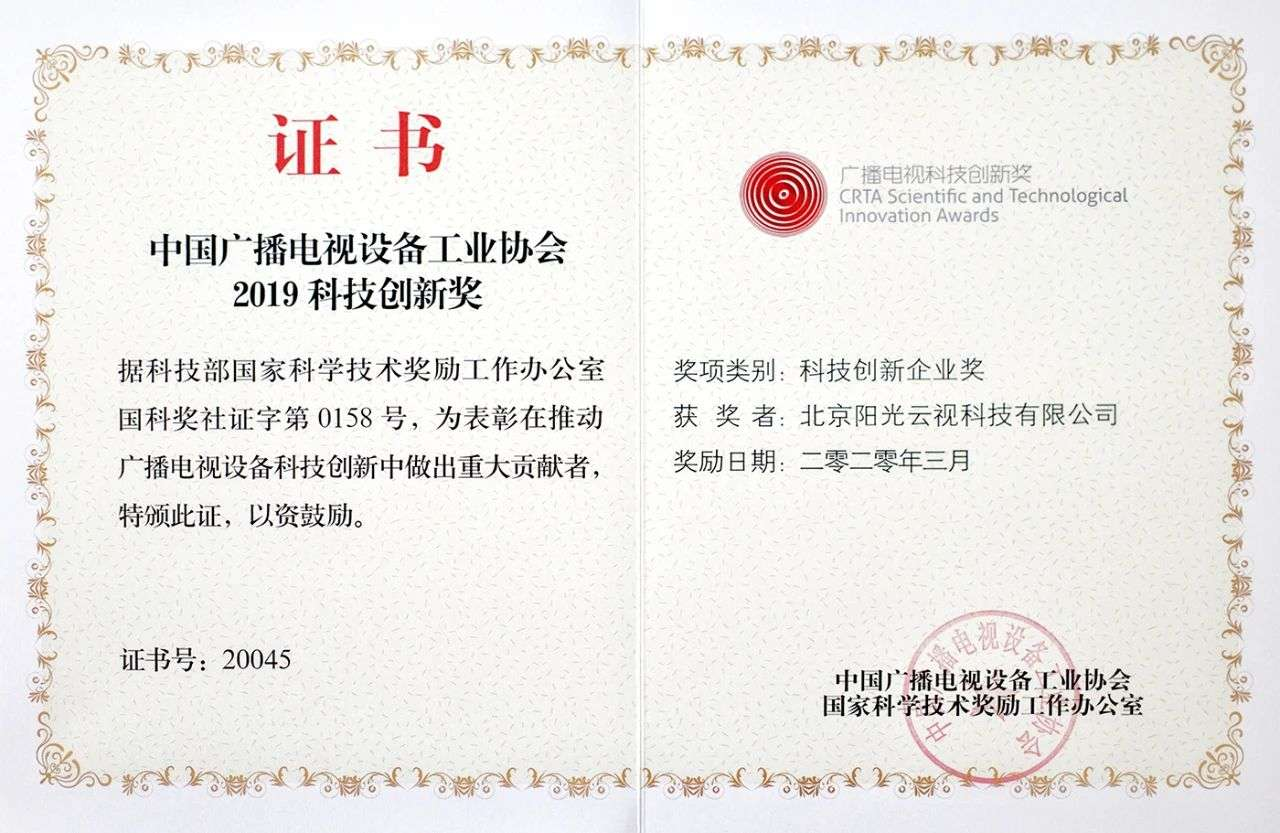 证书
中国广播电视设备工业协会
2019 科技创新奖
据科技部国家科学技术奖励工作办公室
国科奖社证字第 0158 号，为表彰在推动
广播电视设备科技创新中做出重大贡献者，
特颁此证，以资鼓励。
证书号：20045
广播电视科技创新奖
CRTA Scientific and Technological
Innovation Awards
奖项类别：科技创新企业奖
获 奖 者：北京阳光云视科技有限公司
奖励日期：二零二零年三月
中国广播电视设备工业协会
国家科学技术奖励工作办公室
中国广播电视设备工业协会